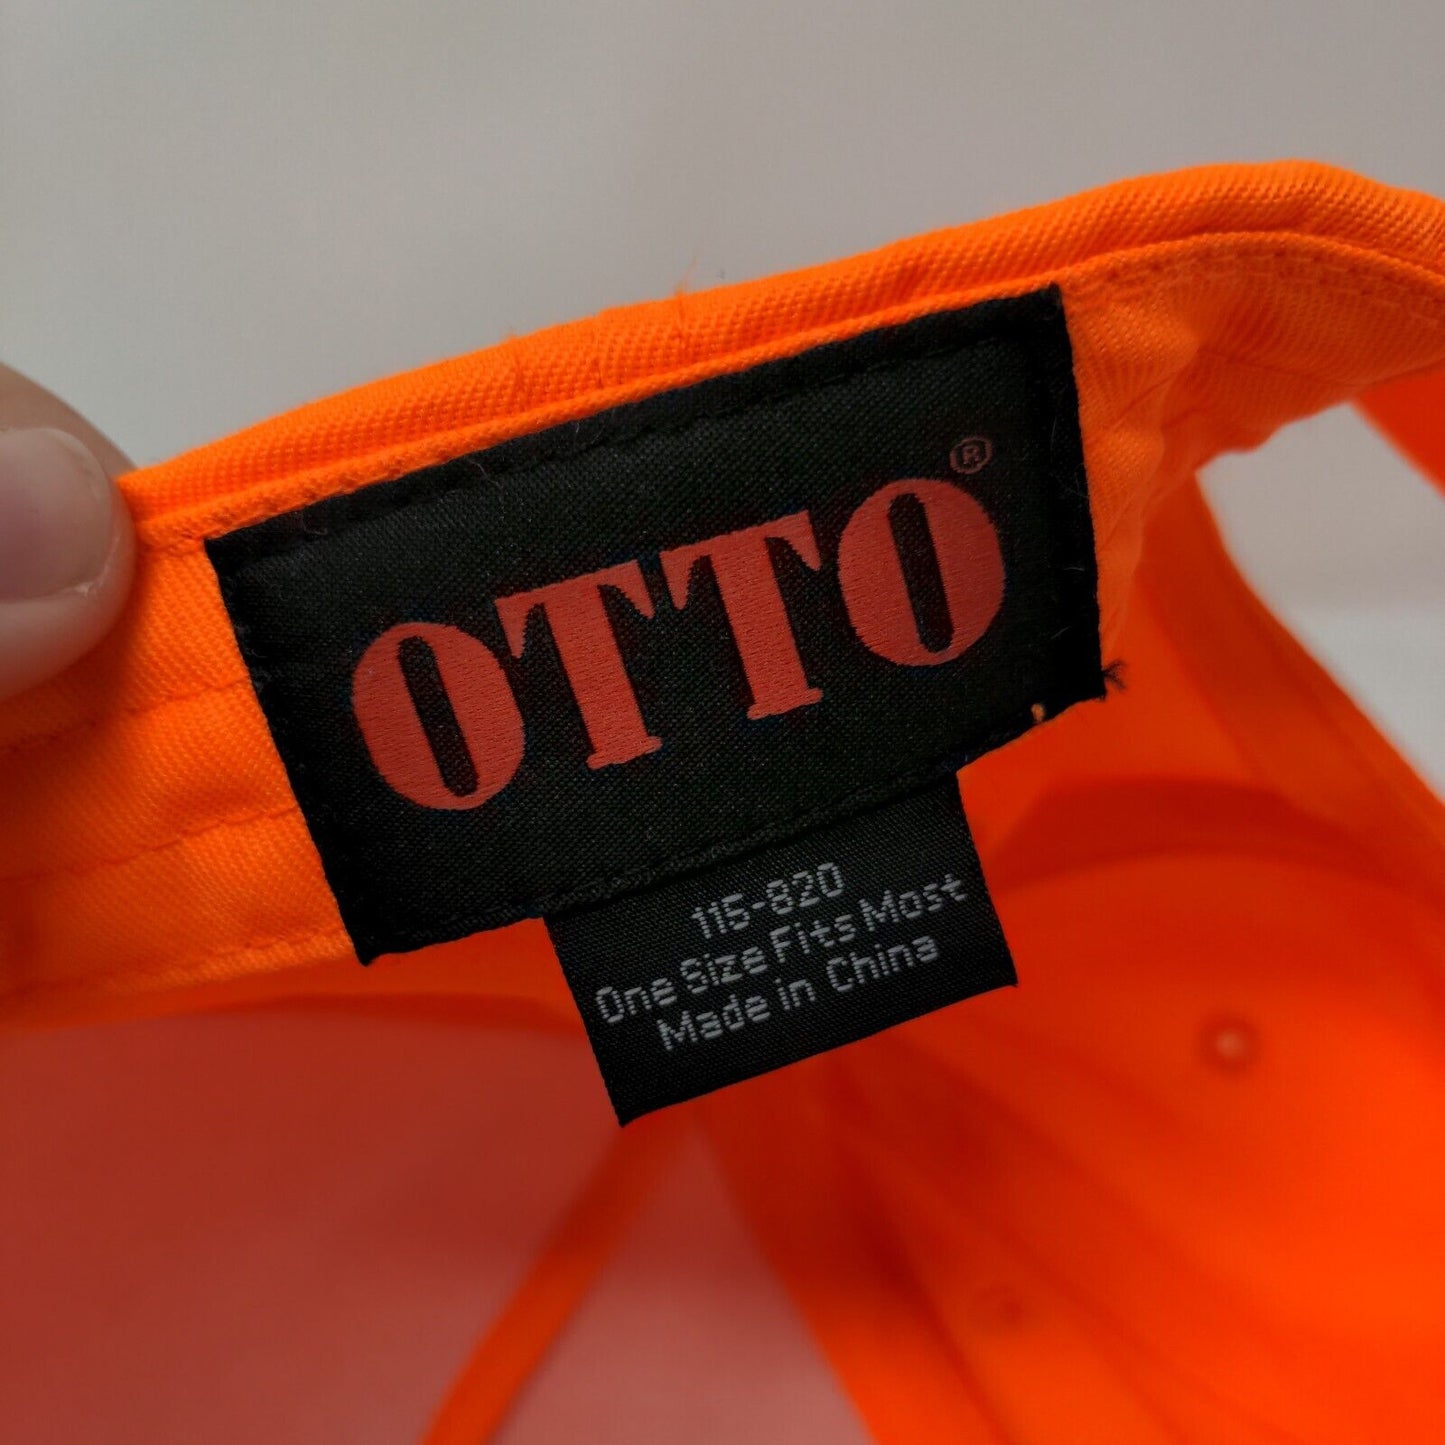 OTTO®
115-820
One Size Fits Most
Made in China